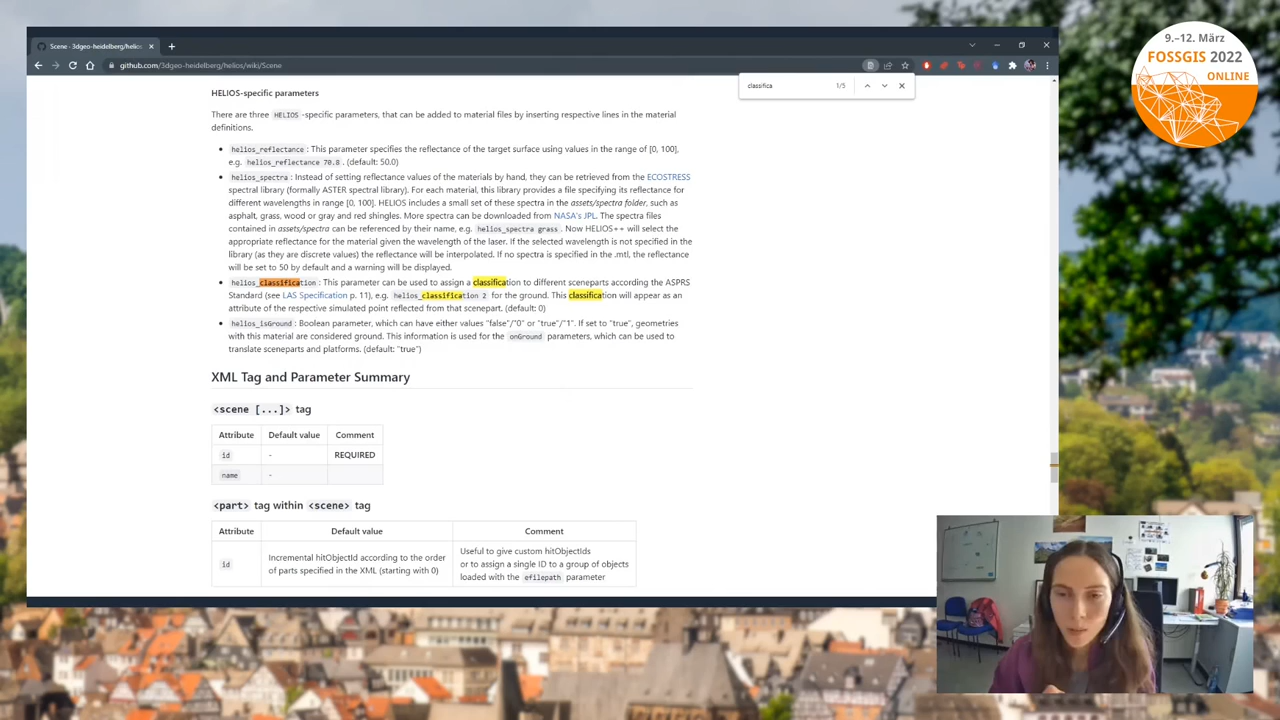 Scene · 3dgeo-heidelberg/helios
github.com/3dgeo-heidelberg/helios/wiki/Scene
classifica 1/5
9.–12. März
FOSSGIS 2022
ONLINE
HELIOS-specific parameters
There are three HELIOS -specific parameters, that can be added to material files by inserting respective lines in the material
definitions.
helios_reflectance : This parameter specifies the reflectance of the target surface using values in the range of [0, 100],
e.g. helios_reflectance 70.8 . (default: 50.0)
helios_spectra : Instead of setting reflectance values of the materials by hand, they can be retrieved from the ECOSTRESS
spectral library (formally ASTER spectral library). For each material, this library provides a file specifying its reflectance for
different wavelengths in range [0, 100]. HELIOS includes a small set of these spectra in the assets/spectra folder, such as
asphalt, grass, wood or gray and red shingles. More spectra can be downloaded from NASA's JPL. The spectra files
contained in assets/spectra can be referenced by their name, e.g. helios_spectra grass. Now HELIOS++ will select the
appropriate reflectance for the material given the wavelength of the laser. If the selected wavelength is not specified in the
library (as they are discrete values) the reflectance will be interpolated. If no spectra is specified in the .mtl, the reflectance
will be set to 50 by default and a warning will be displayed.
helios_classification : This parameter can be used to assign a classification to different sceneparts according the ASPRS
Standard (see LAS Specification p. 11), e.g. helios_classification 2 for the ground. This classification will appear as an
attribute of the respective simulated point reflected from that scenepart. (default: 0)
helios_isGround : Boolean parameter, which can have either values "false"/"0" or "true"/"1". If set to "true", geometries
with this material are considered ground. This information is used for the onGround parameters, which can be used to
translate sceneparts and platforms. (default: "true")
XML Tag and Parameter Summary
<scene [...]> tag
Attribute Default value Comment
id - REQUIRED
name -
<part> tag within <scene> tag
Attribute Default value Comment
id Incremental hitObjectId according to the order of parts specified in the XML (starting with 0) Useful to give custom hitObjectIds
or to assign a single ID to a group of objects
loaded with the efilepath parameter